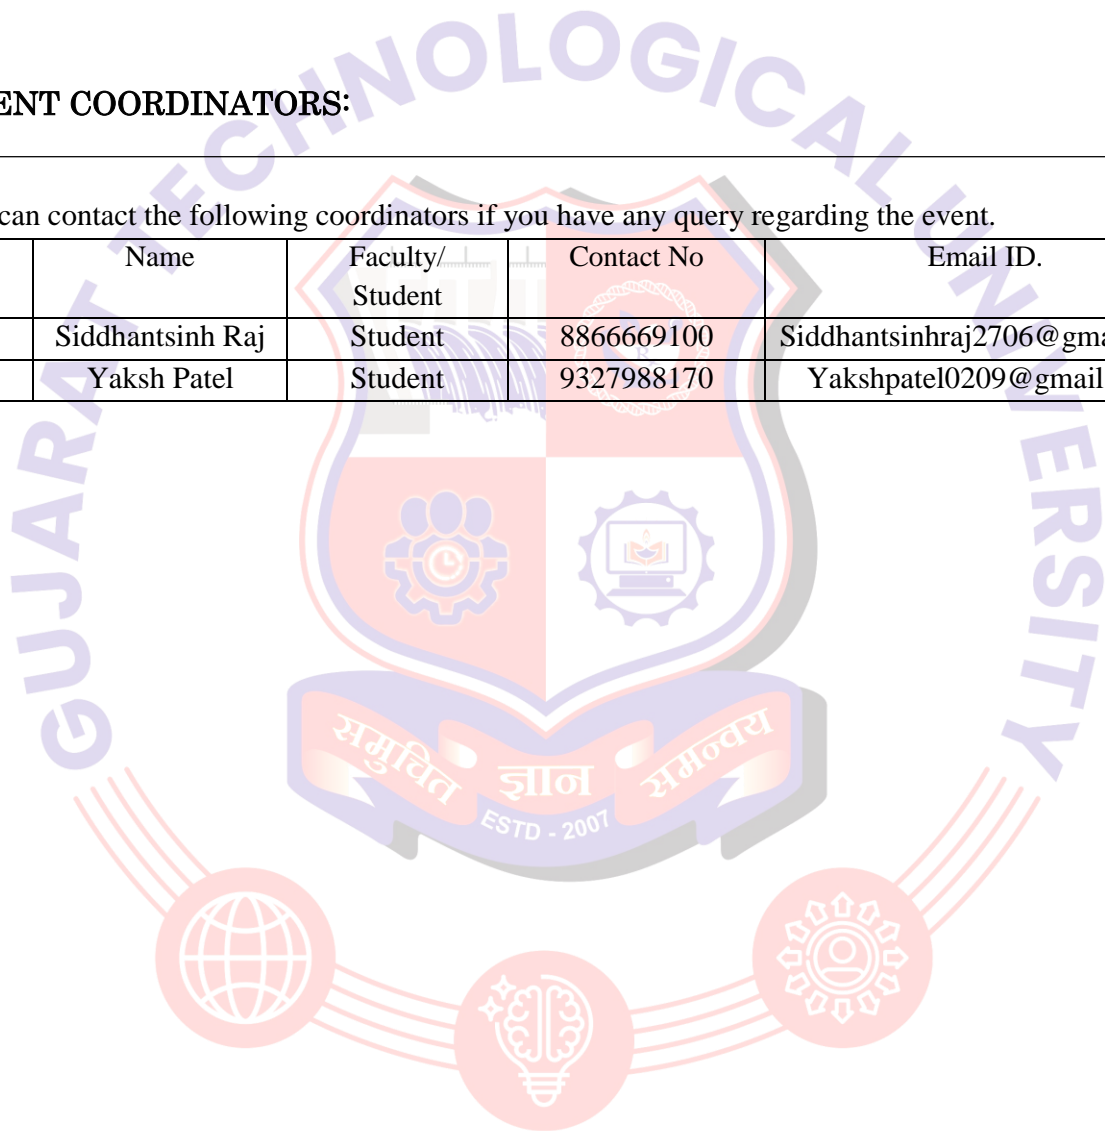 ENT COORDINATORS:
can contact the following coordinators if you have any query regarding the event.
Name Faculty/ Student Contact No Email ID.
Siddhantsinh Raj Student 8866669100 Siddhantsinhraj2706@gma
Yaksh Patel Student 9327988170 Yakshpatel0209@gmail
GUJARAT TECHNOLOGICAL UNIVERSITY
समुचित ज्ञान समन्वय
ESTD - 2007